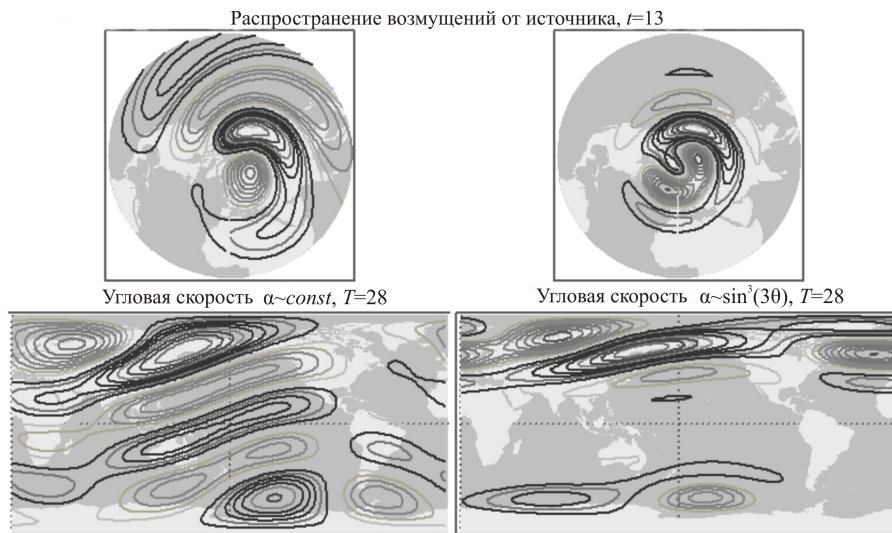 Распространение возмущений от источника, t=13
Угловая скорость α~const, T=28
Угловая скорость α~sin³(3θ), T=28